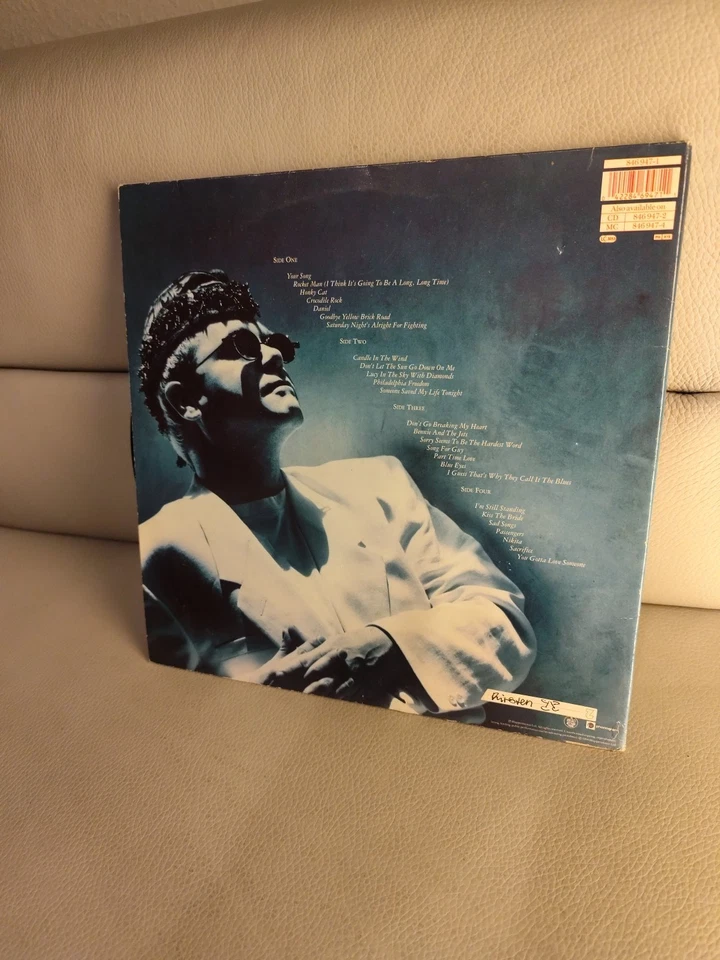 846 947-1
Also available on
CD 846 947-2
MC 846 947-4
SIDE ONE
Your Song
Rocket Man (I Think It's Going To Be A Long, Long Time)
Honky Cat
Crocodile Rock
Daniel
Goodbye Yellow Brick Road
Saturday Night's Alright For Fighting
SIDE TWO
Candle In The Wind
Don't Let The Sun Go Down On Me
Lucy In The Sky With Diamonds
Philadelphia Freedom
Someone Saved My Life Tonight
SIDE THREE
Don't Go Breaking My Heart
Bennie And The Jets
Sorry Seems To Be The Hardest Word
Song For Guy
Part Time Love
Blue Eyes
I Guess That's Why They Call It The Blues
SIDE FOUR
I'm Still Standing
Kiss The Bride
Sad Songs
Passengers
Nikita
Sacrifice
You Gotta Love Someone